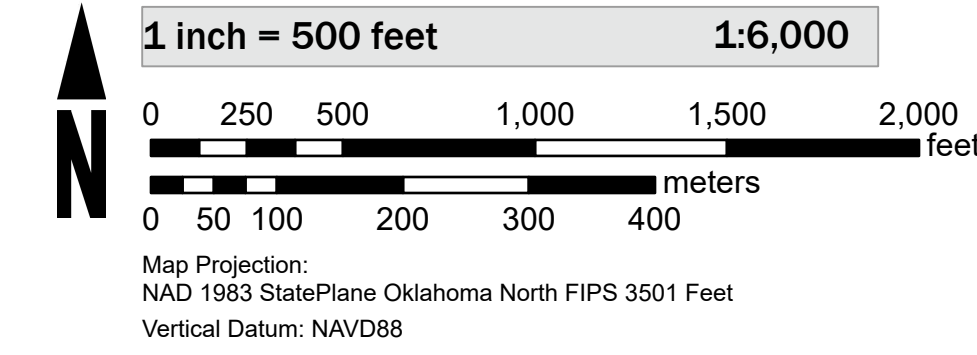 1 inch = 500 feet 1:6,000
0 250 500 1,000 1,500 2,000
feet
N
meters
0 50 100 200 300 400
Map Projection:
NAD 1983 StatePlane Oklahoma North FIPS 3501 Feet
Vertical Datum: NAVD88